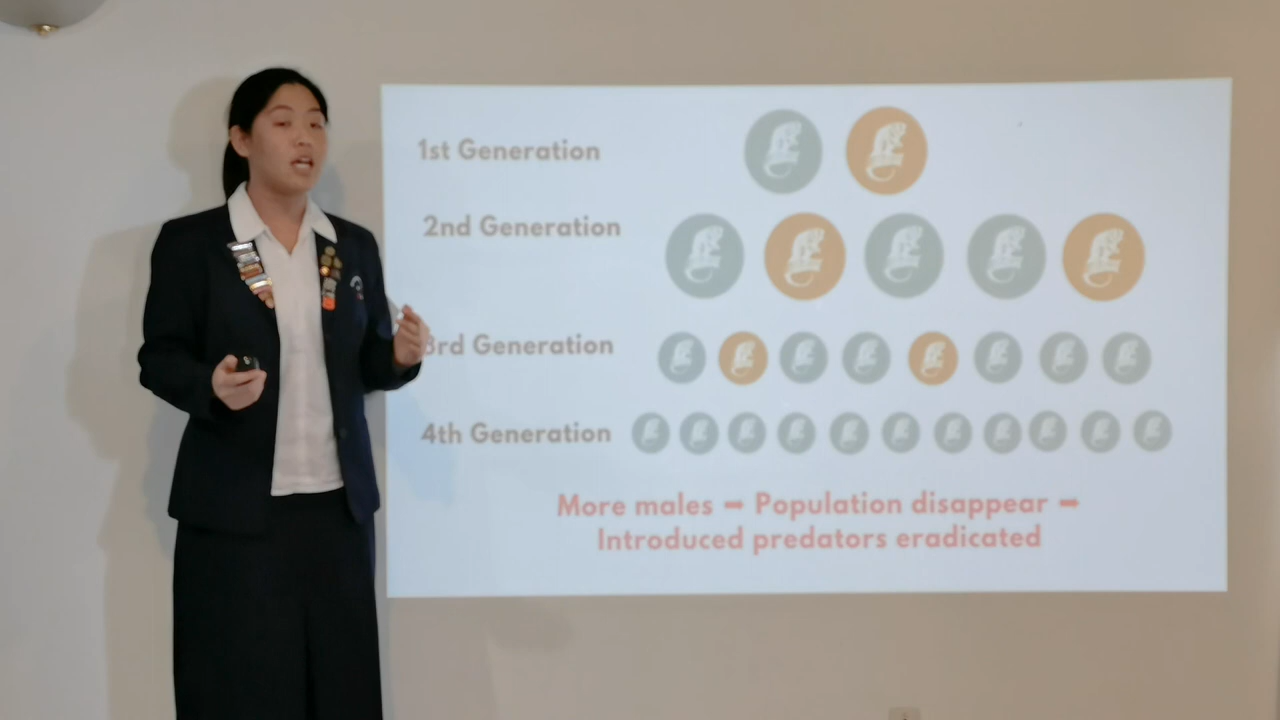 1st Generation
2nd Generation
3rd Generation
4th Generation
More males - Population disappear -
Introduced predators eradicated